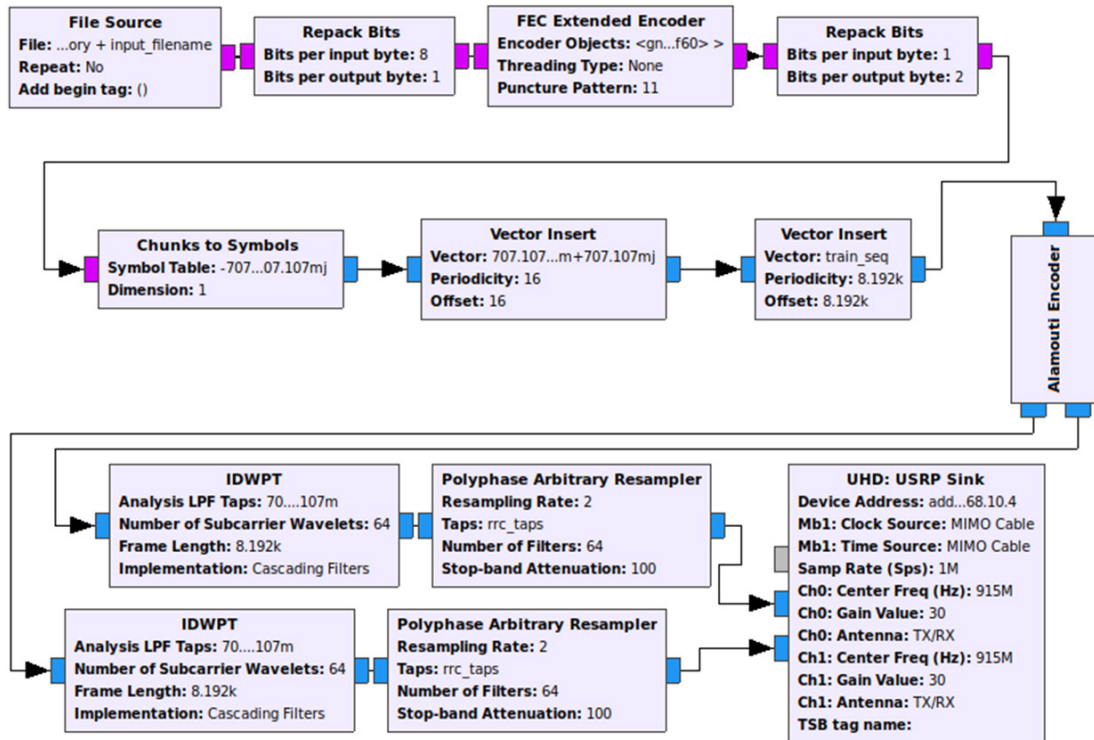 File Source
File: ...ory + input_filename
Repeat: No
Add begin tag: ()
Repack Bits
Bits per input byte: 8
Bits per output byte: 1
FEC Extended Encoder
Encoder Objects: <gn...f60> >
Threading Type: None
Puncture Pattern: 11
Repack Bits
Bits per input byte: 1
Bits per output byte: 2
Chunks to Symbols
Symbol Table: -707...07.107mj
Dimension: 1
Vector Insert
Vector: 707.107...m+707.107mj
Periodicity: 16
Offset: 16
Vector Insert
Vector: train_seq
Periodicity: 8.192k
Offset: 8.192k
Alamouti Encoder
IDWPT
Analysis LPF Taps: 70....107m
Number of Subcarrier Wavelets: 64
Frame Length: 8.192k
Implementation: Cascading Filters
Polyphase Arbitrary Resampler
Resampling Rate: 2
Taps: rrc_taps
Number of Filters: 64
Stop-band Attenuation: 100
UHD: USRP Sink
Device Address: add...68.10.4
Mb1: Clock Source: MIMO Cable
Mb1: Time Source: MIMO Cable
Samp Rate (Sps): 1M
Ch0: Center Freq (Hz): 915M
Ch0: Gain Value: 30
Ch0: Antenna: TX/RX
Ch1: Center Freq (Hz): 915M
Ch1: Gain Value: 30
Ch1: Antenna: TX/RX
TSB tag name:
IDWPT
Analysis LPF Taps: 70....107m
Number of Subcarrier Wavelets: 64
Frame Length: 8.192k
Implementation: Cascading Filters
Polyphase Arbitrary Resampler
Resampling Rate: 2
Taps: rrc_taps
Number of Filters: 64
Stop-band Attenuation: 100